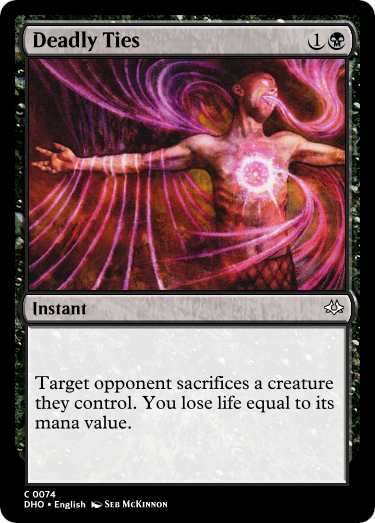 Deadly Ties 1
Instant
Target opponent sacrifices a creature
they control. You lose life equal to its
mana value.
C 0074
DHO • English Seb McKinnon